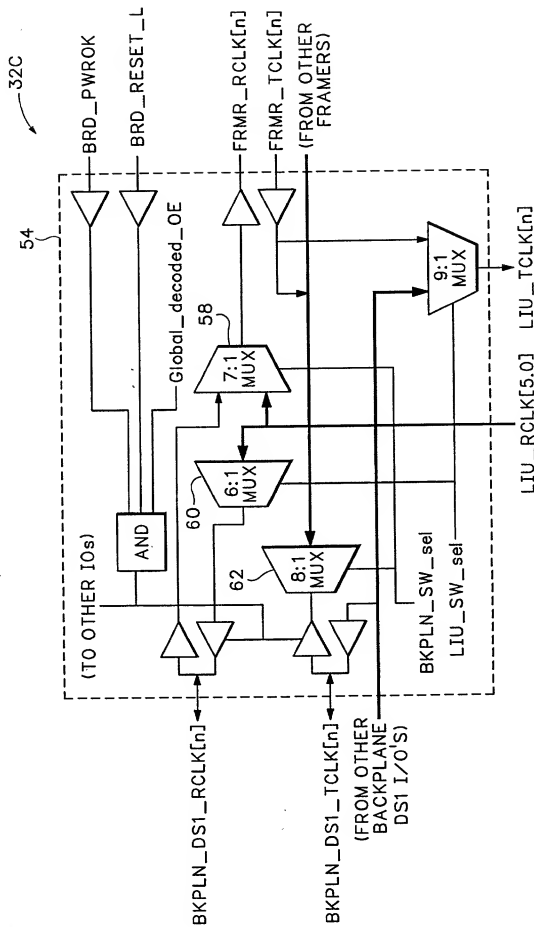 32C
54
BRD_PWROK
BRD_RESET_L
Global_decoded_OE
AND
(TO OTHER IOs)
FRMR_RCLK[n]
FRMR_TCLK[n]
(FROM OTHER
FRAMERS)
58
7:1
MUX
60
6:1
MUX
62
8:1
MUX
9:1
MUX
BKPLN_DS1_RCLK[n]
BKPLN_DS1_TCLK[n]
(FROM OTHER
BACKPLANE
DS1 I/O'S)
BKPLN_SW_sel
LIU_SW_sel
LIU_RCLK[5.0]
LIU_TCLK[n]